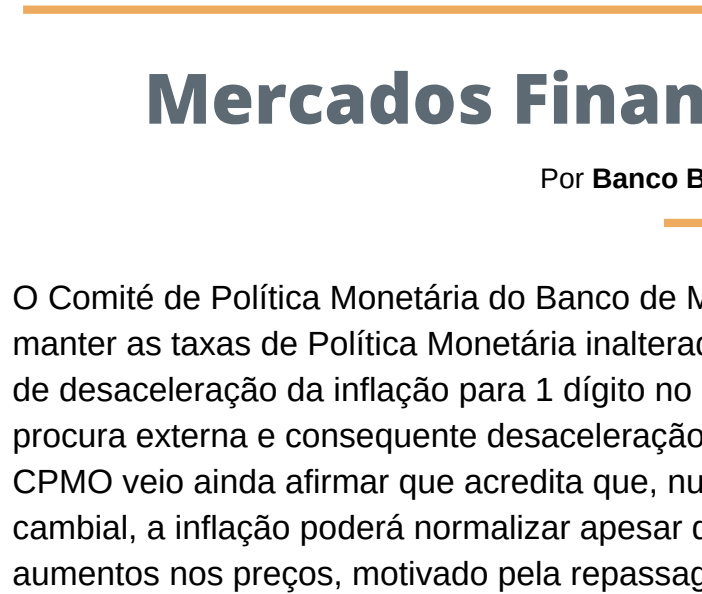 Mercados Finan
Por Banco B
O Comité de Política Monetária do Banco de M
manter as taxas de Política Monetária inalterad
de desaceleração da inflação para 1 dígito no
procura externa e consequente desaceleração
CPMO veio ainda afirmar que acredita que, nu
cambial, a inflação poderá normalizar apesar d
aumentos nos preços, motivado pela repassag